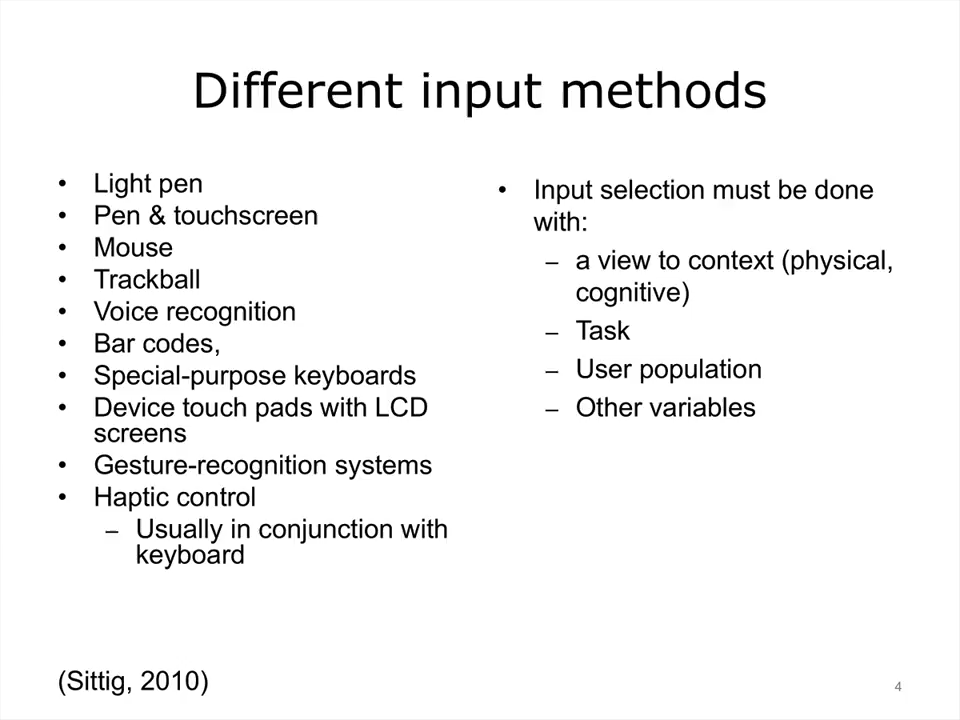 Different input methods
• Light pen
• Pen & touchscreen
• Mouse
• Trackball
• Voice recognition
• Bar codes,
• Special-purpose keyboards
• Device touch pads with LCD
screens
• Gesture-recognition systems
• Haptic control
– Usually in conjunction with
keyboard
• Input selection must be done
with:
– a view to context (physical,
cognitive)
– Task
– User population
– Other variables
(Sittig, 2010)
4